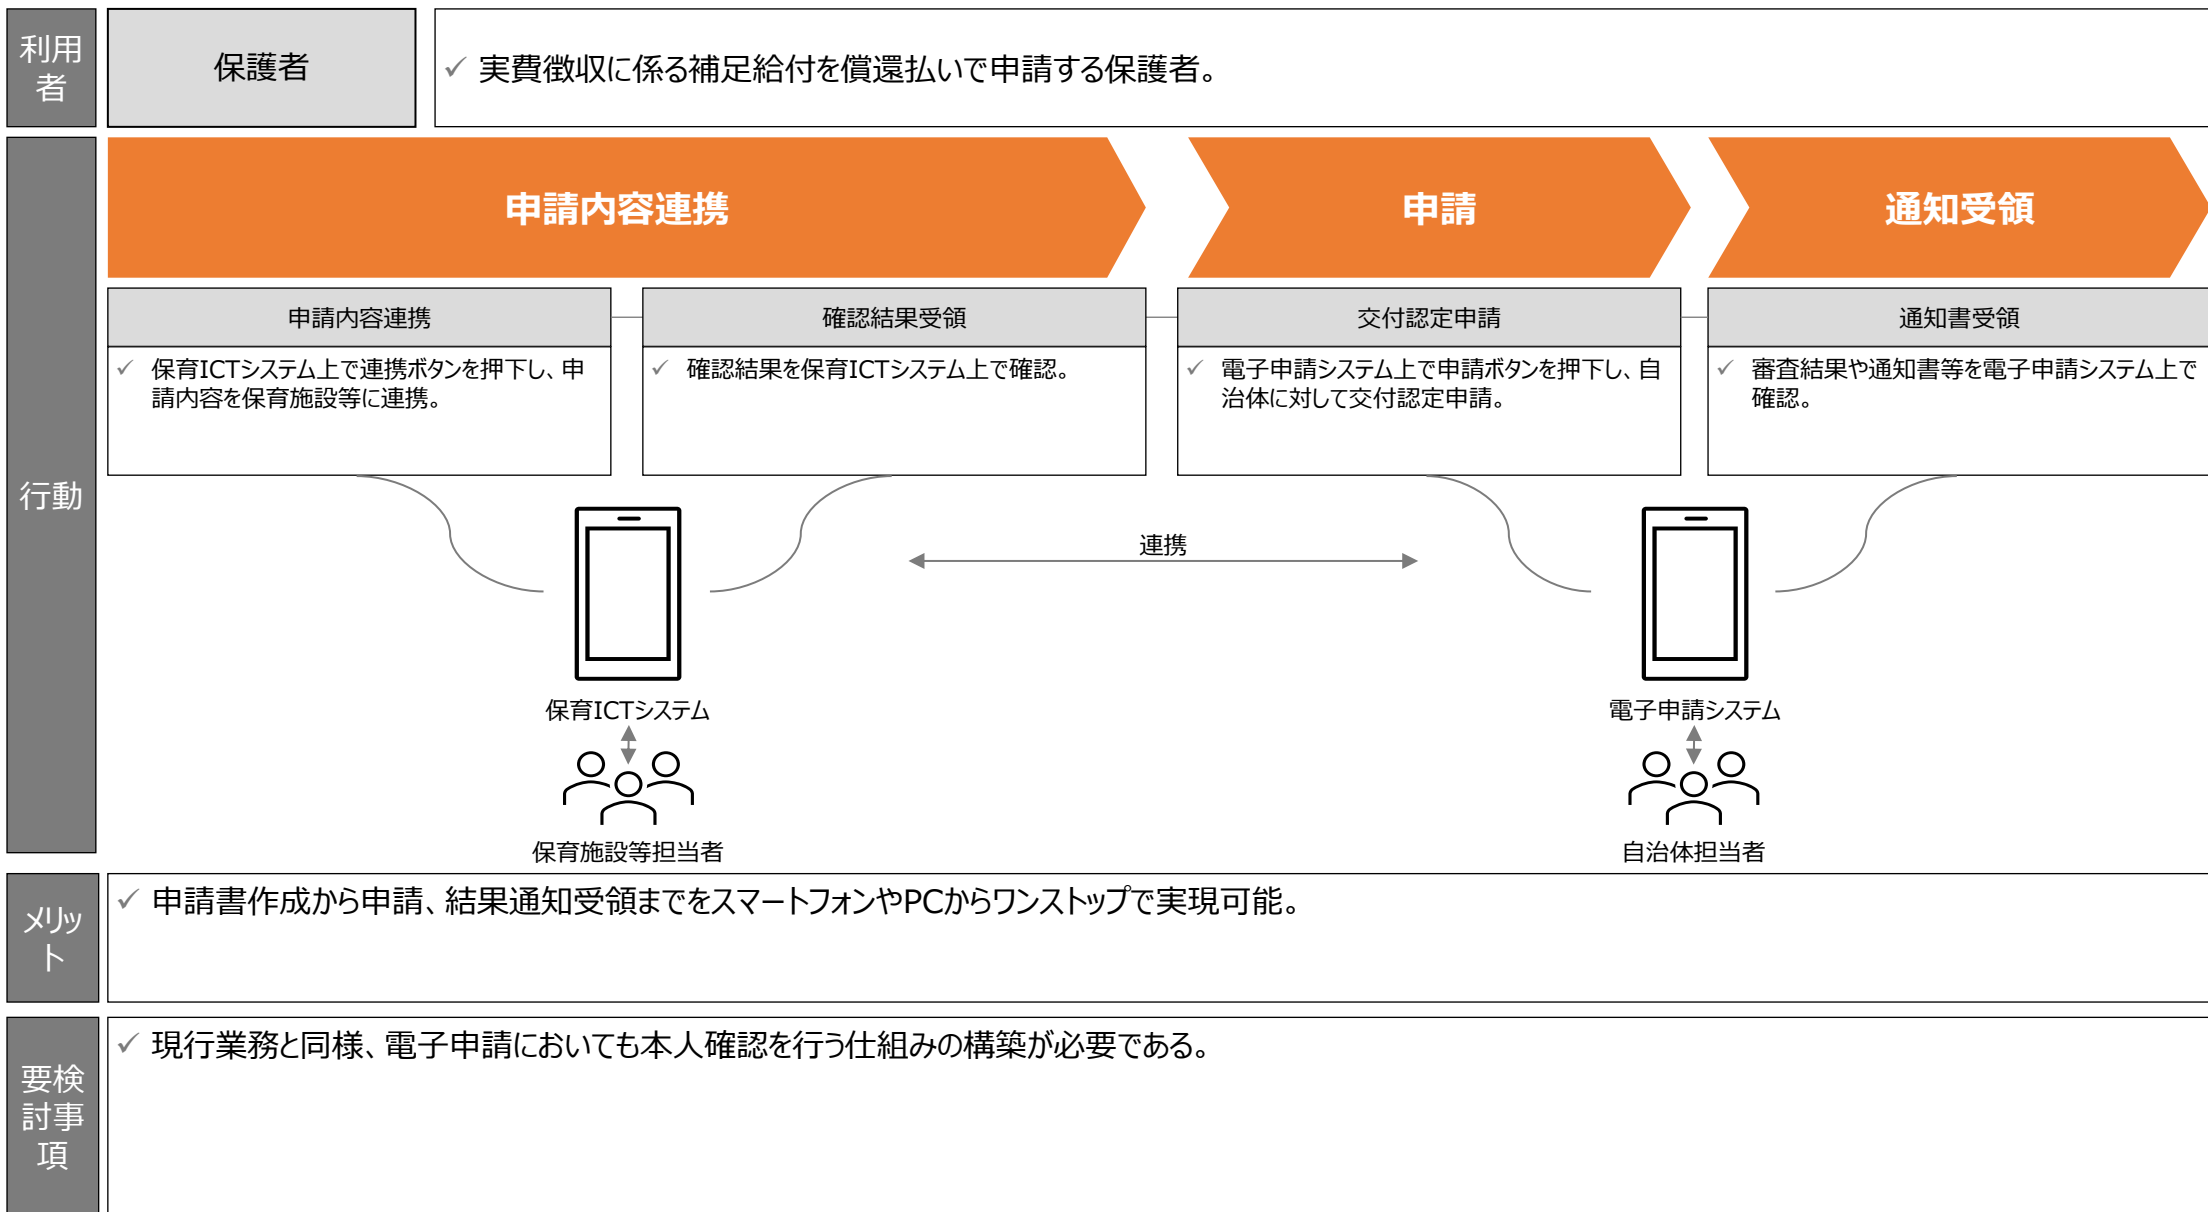 利用
者
保護者
✓ 実費徴収に係る補足給付を償還払いで申請する保護者。
行動
申請内容連携
申請
通知受領
申請内容連携
✓ 保育ICTシステム上で連携ボタンを押下し、申
請内容を保育施設等に連携。
確認結果受領
✓ 確認結果を保育ICTシステム上で確認。
交付認定申請
✓ 電子申請システム上で申請ボタンを押下し、自
治体に対して交付認定申請。
通知書受領
✓ 審査結果や通知書等を電子申請システム上で
確認。
連携
保育ICTシステム
保育施設等担当者
電子申請システム
自治体担当者
メリッ
ト
✓ 申請書作成から申請、結果通知受領までをスマートフォンやPCからワンストップで実現可能。
要検
討事
項
✓ 現行業務と同様、電子申請においても本人確認を行う仕組みの構築が必要である。